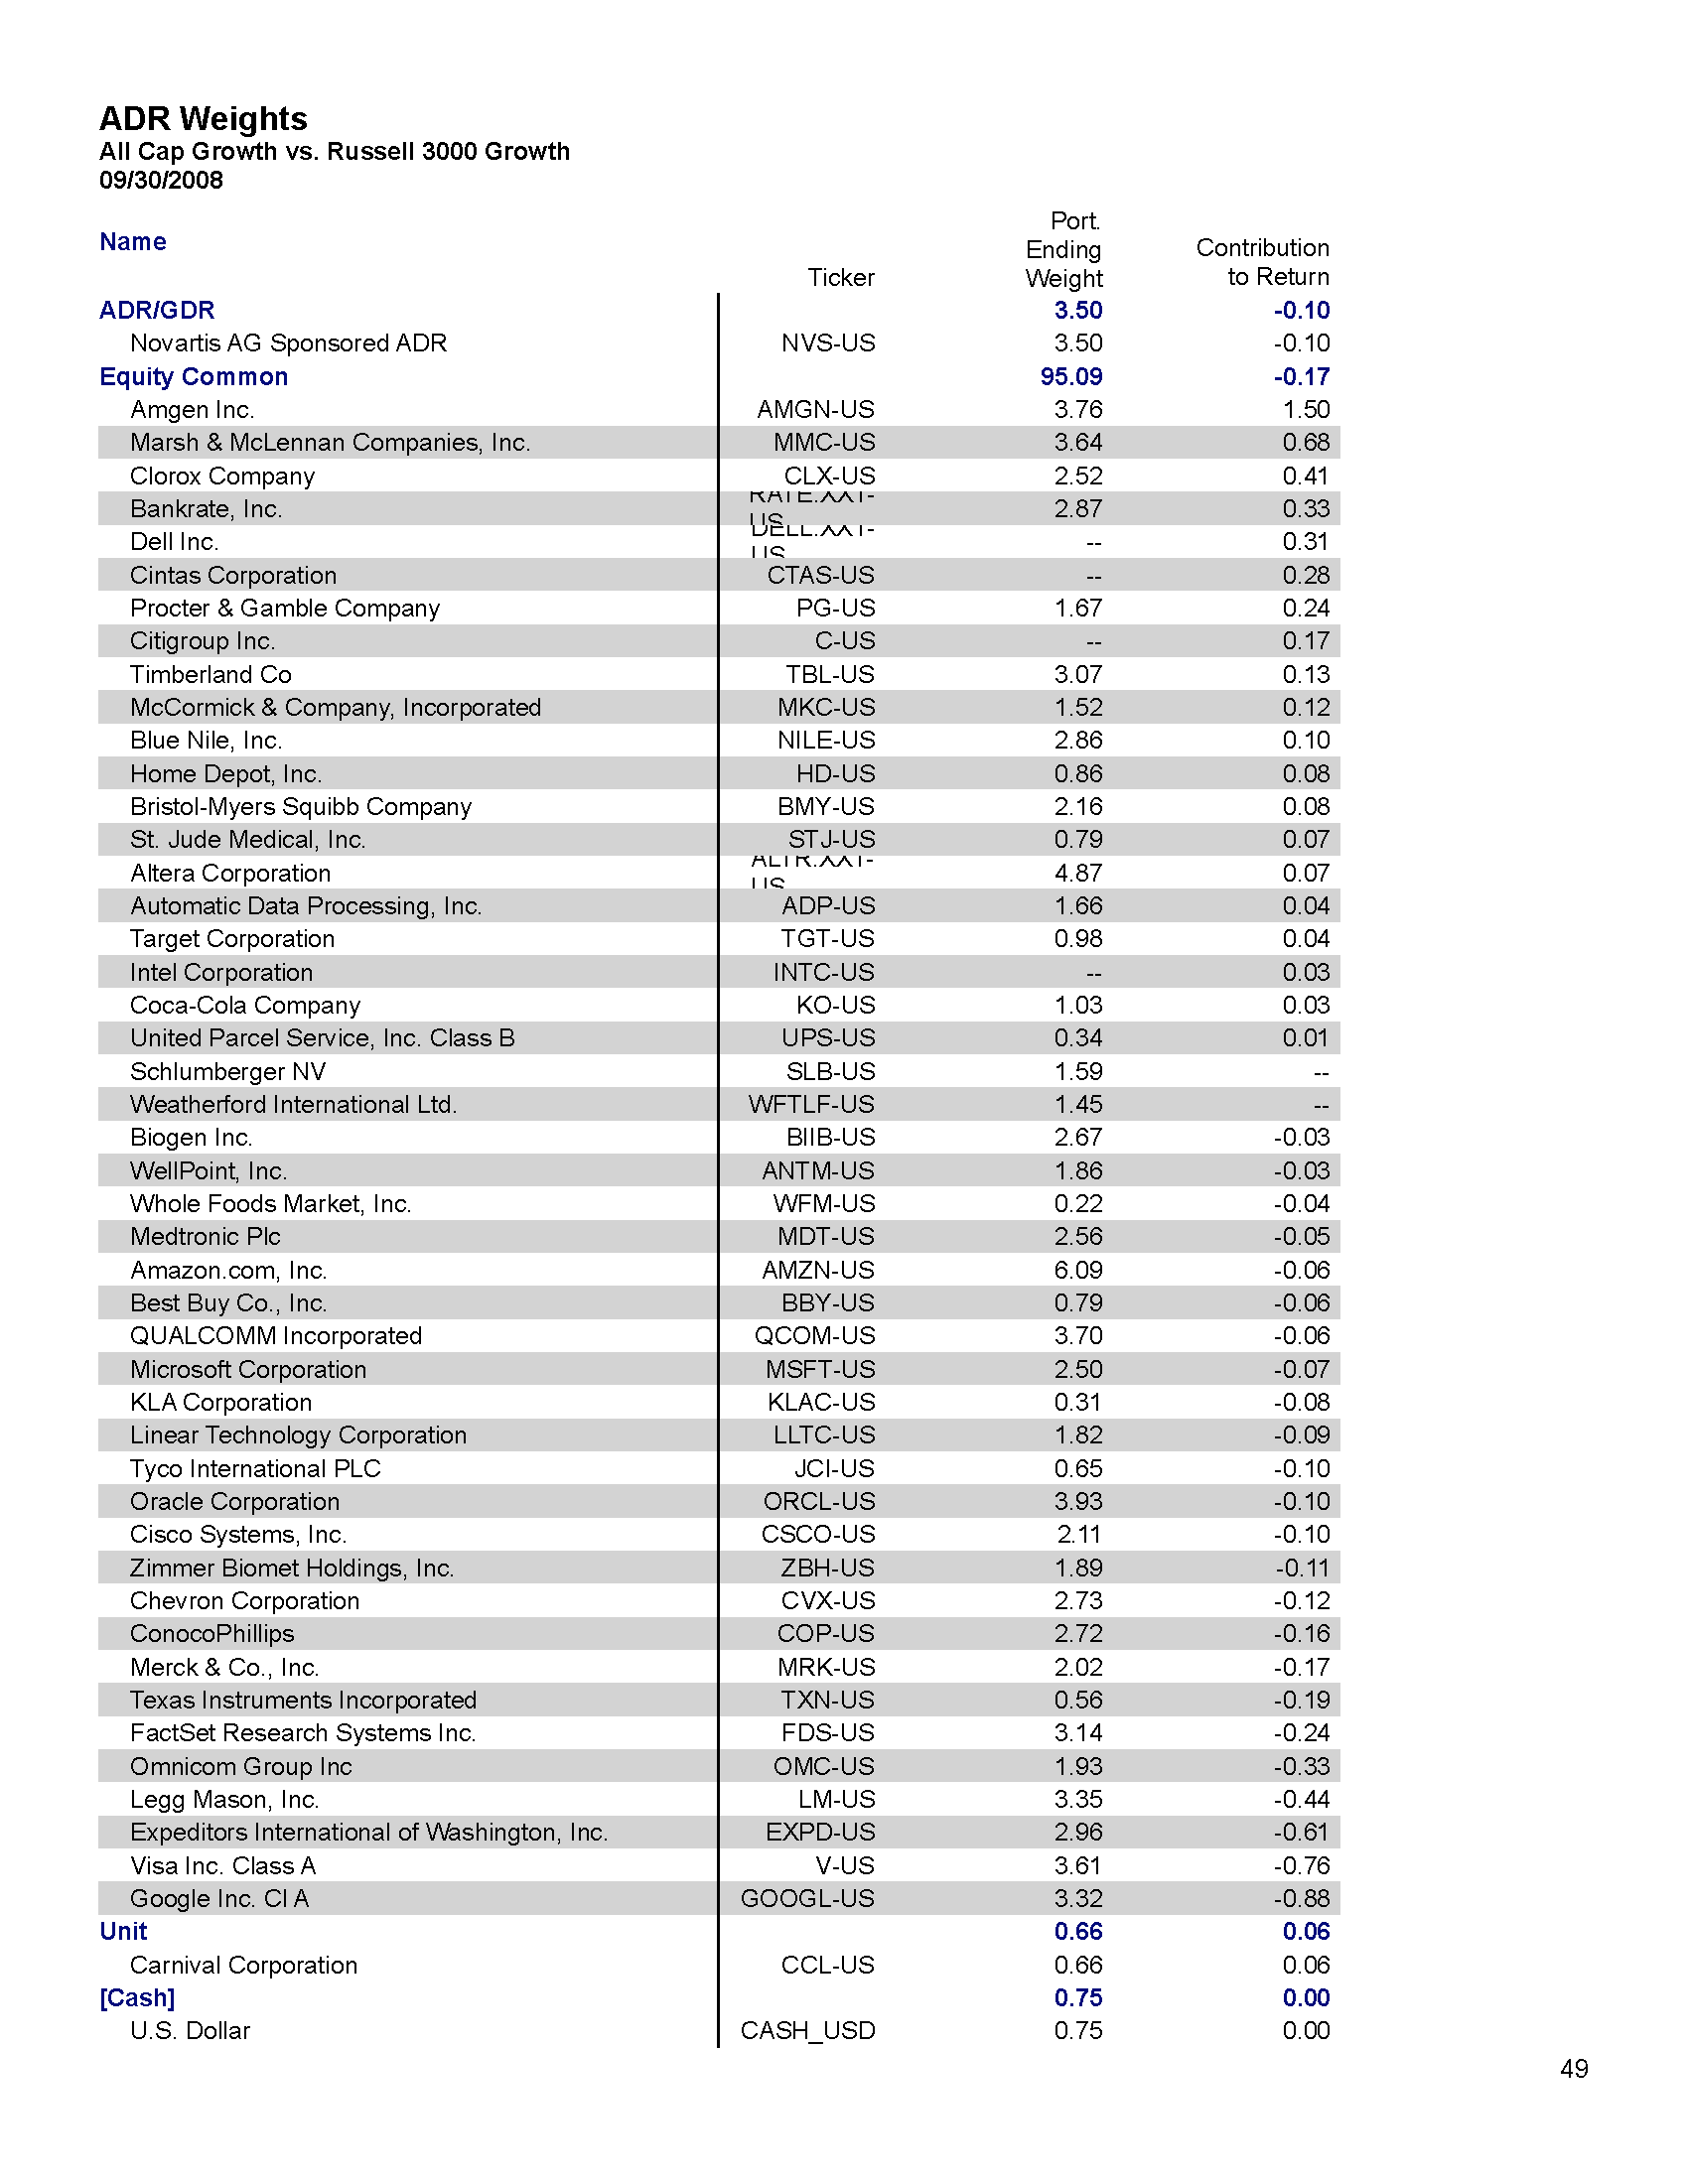 ADR Weights
All Cap Growth vs. Russell 3000 Growth
09/30/2008
Name Ticker Port. Ending Weight Contribution to Return
ADR/GDR 3.50 -0.10
Novartis AG Sponsored ADR NVS-US 3.50 -0.10
Equity Common 95.09 -0.17
Amgen Inc. AMGN-US 3.76 1.50
Marsh & McLennan Companies, Inc. MMC-US 3.64 0.68
Clorox Company CLX-US 2.52 0.41
Bankrate, Inc. RATE.XX1-US 2.87 0.33
Dell Inc. DELL.XX1-US -- 0.31
Cintas Corporation CTAS-US -- 0.28
Procter & Gamble Company PG-US 1.67 0.24
Citigroup Inc. C-US -- 0.17
Timberland Co TBL-US 3.07 0.13
McCormick & Company, Incorporated MKC-US 1.52 0.12
Blue Nile, Inc. NILE-US 2.86 0.10
Home Depot, Inc. HD-US 0.86 0.08
Bristol-Myers Squibb Company BMY-US 2.16 0.08
St. Jude Medical, Inc. STJ-US 0.79 0.07
Altera Corporation ALTR.XX1-US 4.87 0.07
Automatic Data Processing, Inc. ADP-US 1.66 0.04
Target Corporation TGT-US 0.98 0.04
Intel Corporation INTC-US -- 0.03
Coca-Cola Company KO-US 1.03 0.03
United Parcel Service, Inc. Class B UPS-US 0.34 0.01
Schlumberger NV SLB-US 1.59 --
Weatherford International Ltd. WFTLF-US 1.45 --
Biogen Inc. BIIB-US 2.67 -0.03
WellPoint, Inc. ANTM-US 1.86 -0.03
Whole Foods Market, Inc. WFM-US 0.22 -0.04
Medtronic Plc MDT-US 2.56 -0.05
Amazon.com, Inc. AMZN-US 6.09 -0.06
Best Buy Co., Inc. BBY-US 0.79 -0.06
QUALCOMM Incorporated QCOM-US 3.70 -0.06
Microsoft Corporation MSFT-US 2.50 -0.07
KLA Corporation KLAC-US 0.31 -0.08
Linear Technology Corporation LLTC-US 1.82 -0.09
Tyco International PLC JCI-US 0.65 -0.10
Oracle Corporation ORCL-US 3.93 -0.10
Cisco Systems, Inc. CSCO-US 2.11 -0.10
Zimmer Biomet Holdings, Inc. ZBH-US 1.89 -0.11
Chevron Corporation CVX-US 2.73 -0.12
ConocoPhillips COP-US 2.72 -0.16
Merck & Co., Inc. MRK-US 2.02 -0.17
Texas Instruments Incorporated TXN-US 0.56 -0.19
FactSet Research Systems Inc. FDS-US 3.14 -0.24
Omnicom Group Inc OMC-US 1.93 -0.33
Legg Mason, Inc. LM-US 3.35 -0.44
Expeditors International of Washington, Inc. EXPD-US 2.96 -0.61
Visa Inc. Class A V-US 3.61 -0.76
Google Inc. Cl A GOOGL-US 3.32 -0.88
Unit 0.66 0.06
Carnival Corporation CCL-US 0.66 0.06
[Cash] 0.75 0.00
U.S. Dollar CASH_USD 0.75 0.00
49